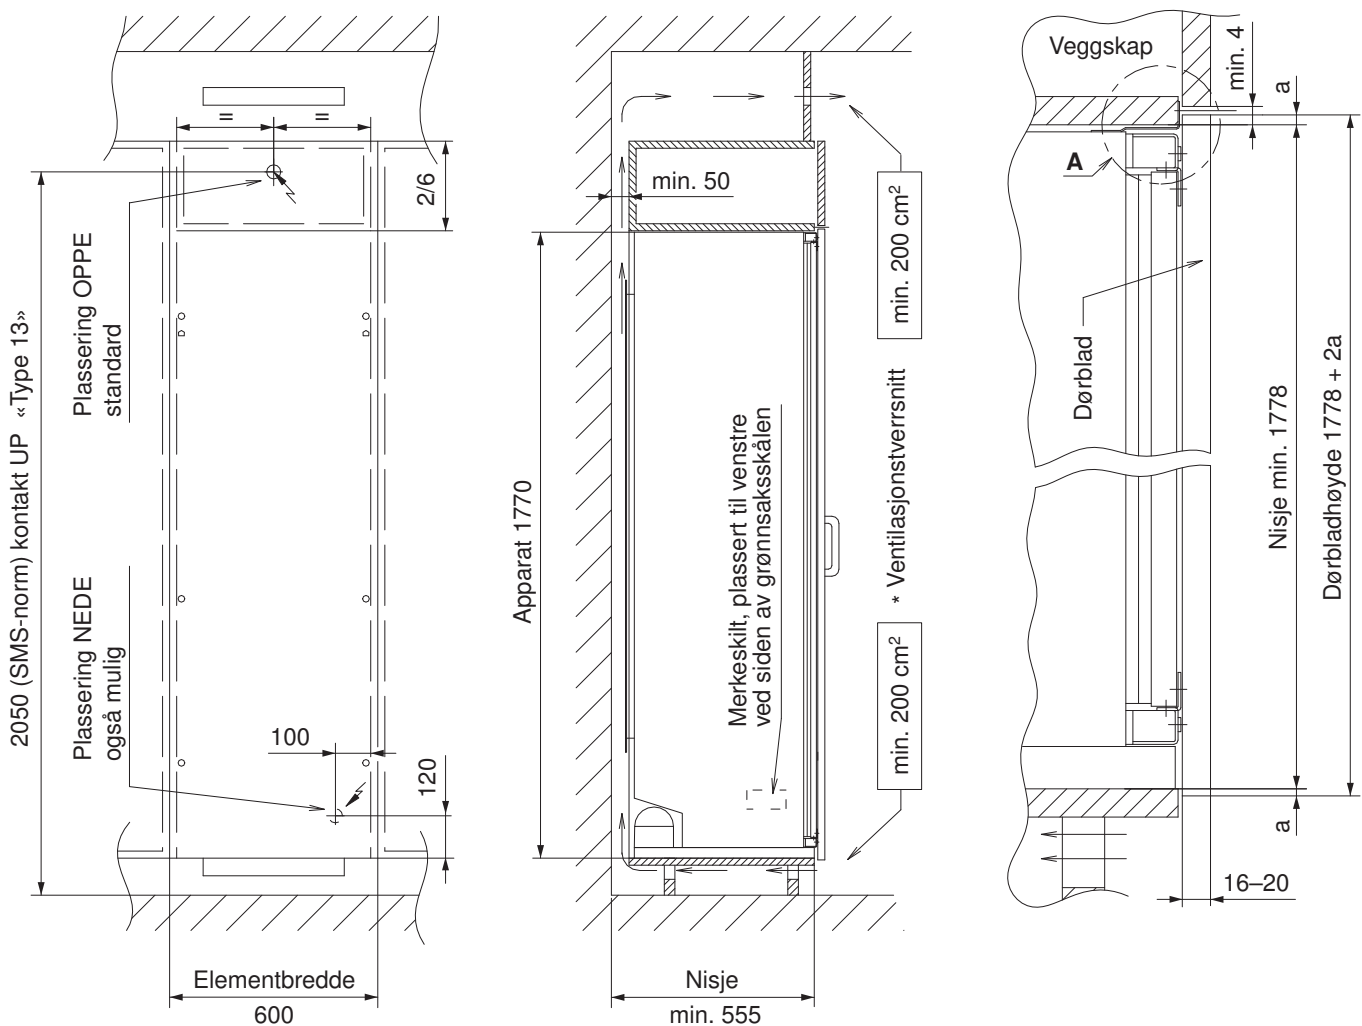 =
=
2/6
2050 (SMS-norm) kontakt UP «Type 13»
Plassering OPPE
standard
Plassering NEDE
også mulig
100
120
Elementbredde
600
min. 50
min. 200 cm²
* Ventilasjonstverrsnitt
min. 200 cm²
Apparat 1770
Merkeskilt, plassert til venstre
ved siden av grønnsaksskålen
Nisje
min. 555
Veggskap
min. 4
a
A
Dørblad
Nisje min. 1778
Dørbladhøyde 1778 + 2a
a
16–20